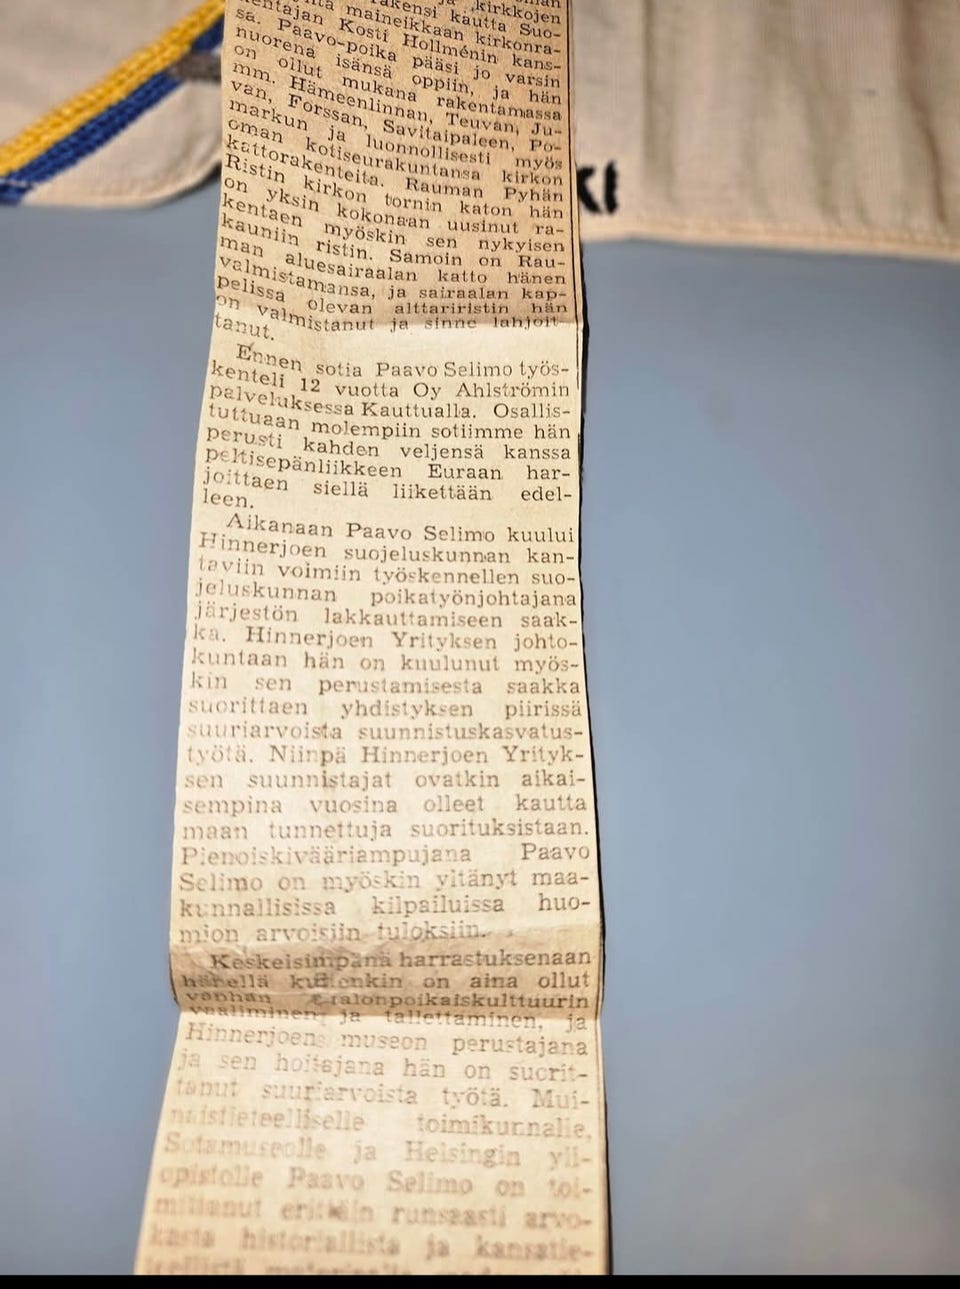 rakensi kautta Suo-
maineikkaan kirkonra-
kentajan Kosti Hollménin kans-
sa. Paavo-poika pääsi jo varsin
nuorena isänsä oppiin, ja hän
on ollut mukana rakentamassa
mm. Hämeenlinnan, Teuvan, Ju-
van, Forssan, Savitaipaleen, Po-
markun ja luonnollisesti myös
oman kotiseurakuntansa kirkon
kattorakenteita. Rauman Pyhän
Ristin kirkon tornin katon hän
on yksin kokonaan uusinut ra-
kentaen myöskin sen nykyisen
kauniin ristin. Samoin on Rau-
man aluesairaalan katto hänen
valmistamansa, ja sairaalan kap-
pelissa olevan alttariristin hän
on valmistanut ja sinne lahjoit-
tanut.
Ennen sotia Paavo Selimo työs-
kenteli 12 vuotta Oy Ahlströmin
palveluksessa Kauttualla. Osallis-
tuttuaan molempiin sotiimme hän
perusti kahden veljensä kanssa
peltisepänliikkeen Euraan har-
joittaen siellä liikettään edel-
leen.
Aikanaan Paavo Selimo kuului
Hinnerjoen suojeluskunnan kan-
taviin voimiin työskennellen suo-
jeluskunnan poikatyönjohtajana
järjestön lakkauttamiseen saak-
ka. Hinnerjoen Yrityksen johto-
kuntaan hän on kuulunut myös-
kin sen perustamisesta saakka
suorittaen yhdistyksen piirissä
suuriarvoista suunnistuskasvatus-
työtä. Niinpä Hinnerjoen Yrityk-
sen suunnistajat ovatkin aikai-
sempina vuosina olleet kautta
maan tunnettuja suorituksistaan.
Pienoiskivääriampujana Paavo
Selimo on myöskin yltänyt maa-
kunnallisissa kilpailuissa huo-
mion arvoisiin tuloksiin.
Keskeisimpänä harrastuksenaan
hänellä kuitenkin on aina ollut
vanhan talonpoikaiskulttuurin
vaaliminen ja tallettaminen, ja
Hinnerjoen museon perustajana
ja sen hoitajana hän on suorit-
tanut suuriarvoista työtä. Mui-
naistieteelliselle toimikunnalle,
Sotamuseolle ja Helsingin yli-
opistolle Paavo Selimo on toi-
mittanut erittäin runsaasti arvo-
kasta historiallista ja kansatie-